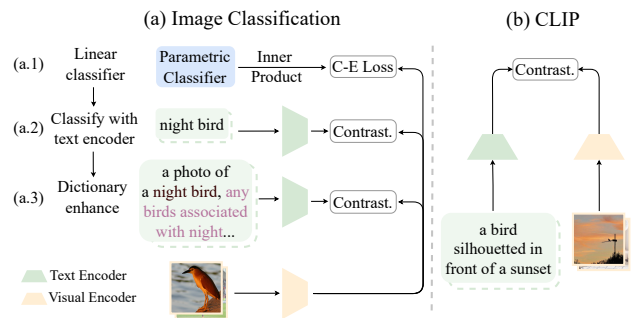 (a) Image Classification
(b) CLIP
(a.1)
Linear
classifier
Parametric
Classifier
Inner
Product
C-E Loss
Contrast.
(a.2)
Classify with
text encoder
night bird
Contrast.
(a.3)
Dictionary
enhance
a photo of
a night bird, any
birds associated
with night...
Contrast.
a bird
silhouetted in
front of a sunset
Text Encoder
Visual Encoder